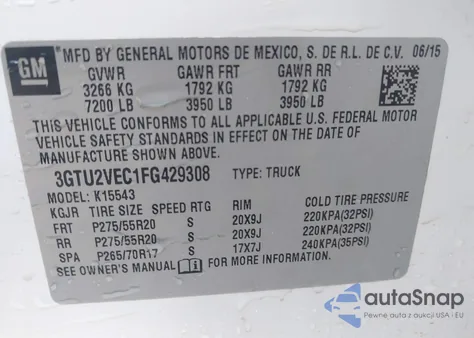 GM
MFD BY GENERAL MOTORS DE MEXICO, S. DE R.L. DE C.V. 06/15
GVWR GAWR FRT GAWR RR
3266 KG 1792 KG 1792 KG
7200 LB 3950 LB 3950 LB
THIS VEHICLE CONFORMS TO ALL APPLICABLE U.S. FEDERAL MOTOR
VEHICLE SAFETY STANDARDS IN EFFECT ON THE DATE OF
MANUFACTURE SHOWN ABOVE.
3GTU2VEC1FG429308 TYPE: TRUCK
MODEL: K15543
KGJR TIRE SIZE SPEED RTG RIM COLD TIRE PRESSURE
FRT P275/55R20 S 20X9J 220KPA(32PSI)
RR P275/55R20 S 20X9J 220KPA(32PSI)
SPA P265/70R17 S 17X7J 240KPA(35PSI)
SEE OWNER'S MANUAL FOR MORE INFORMATION.
autoSnap
Pewne auta z aukcji USA i EU